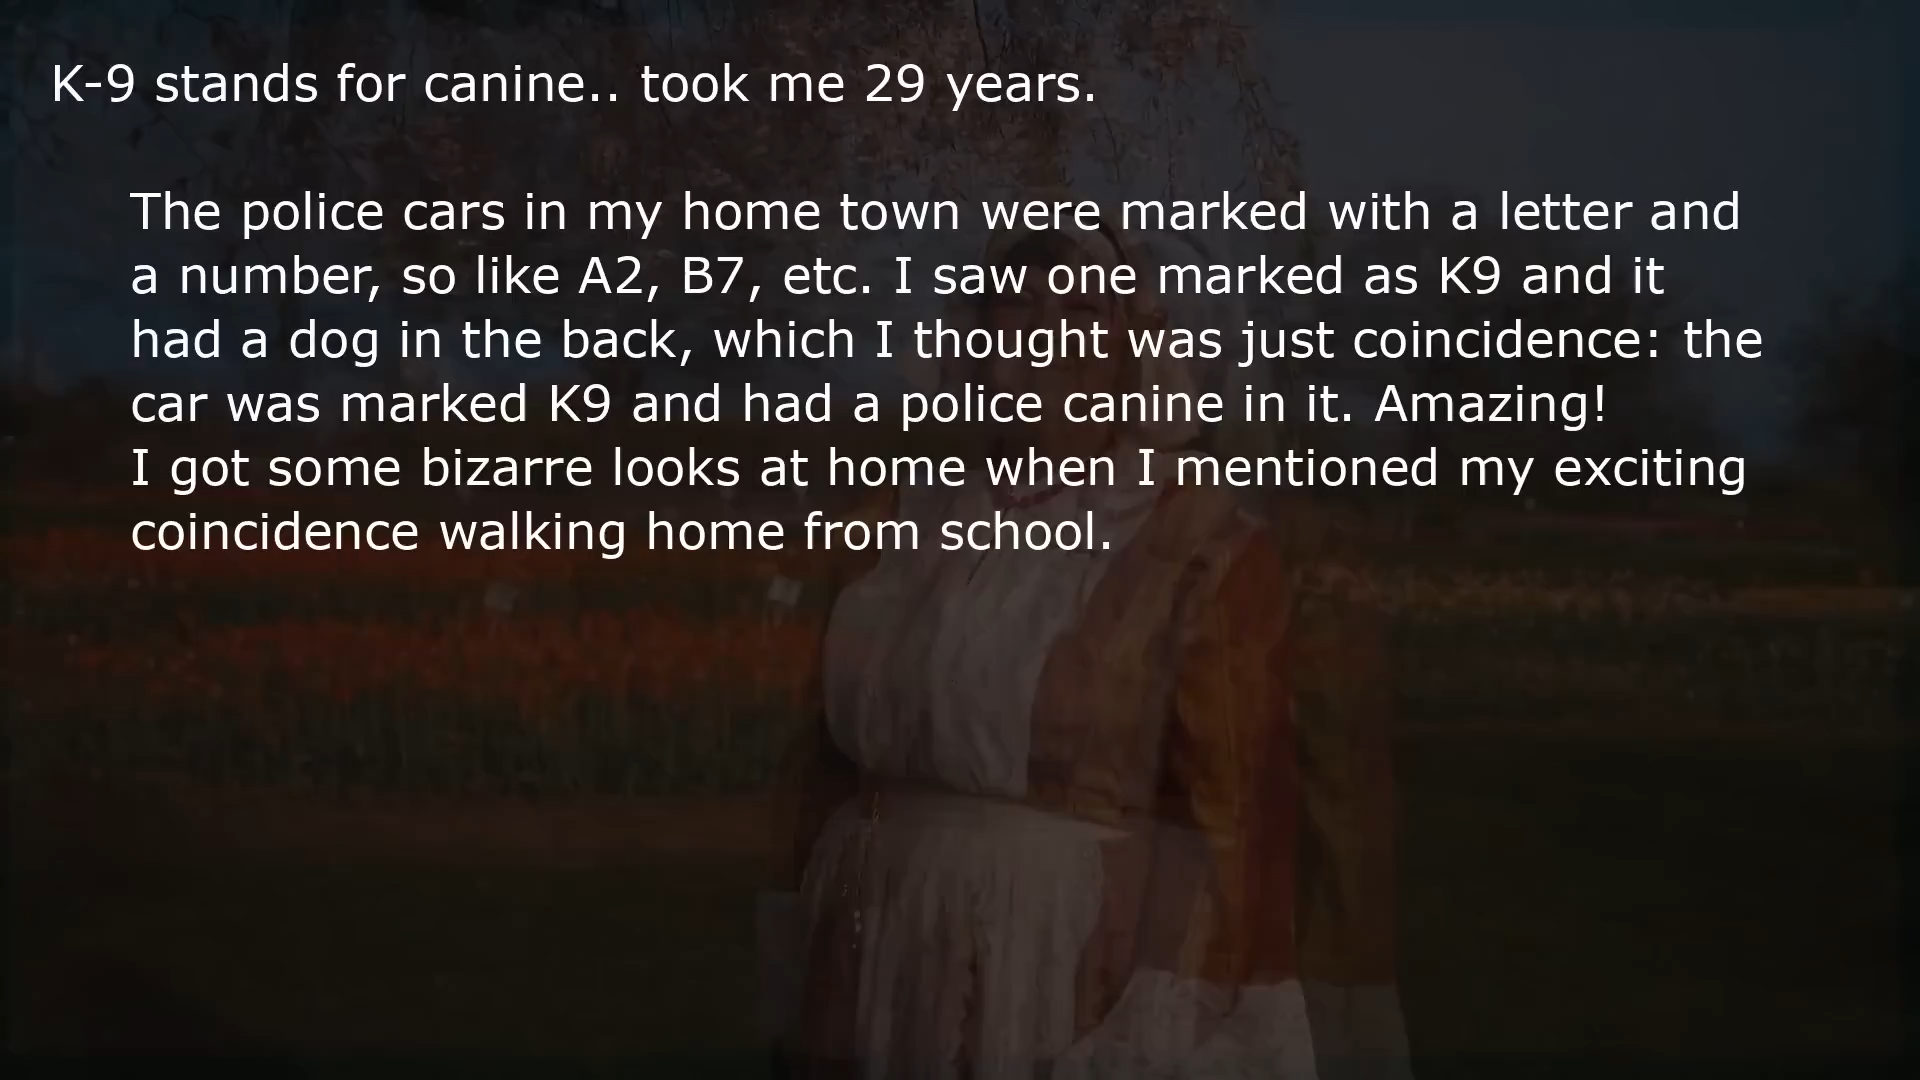 K-9 stands for canine.. took me 29 years.
The police cars in my home town were marked with a letter and
a number, so like A2, B7, etc. I saw one marked as K9 and it
had a dog in the back, which I thought was just coincidence: the
car was marked K9 and had a police canine in it. Amazing!
I got some bizarre looks at home when I mentioned my exciting
coincidence walking home from school.